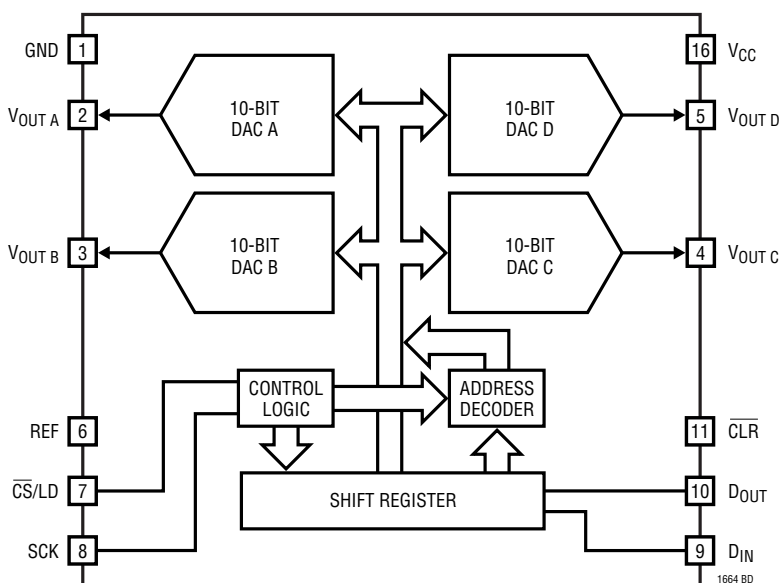 GND 1
16 VCC
10-BIT
DAC A
10-BIT
DAC D
VOUT A 2
5 VOUT D
10-BIT
DAC B
10-BIT
DAC C
VOUT B 3
4 VOUT C
CONTROL
LOGIC
ADDRESS
DECODER
REF 6
11 CLR
CS/LD 7
SHIFT REGISTER
10 DOUT
SCK 8
9 DIN
1664 BD